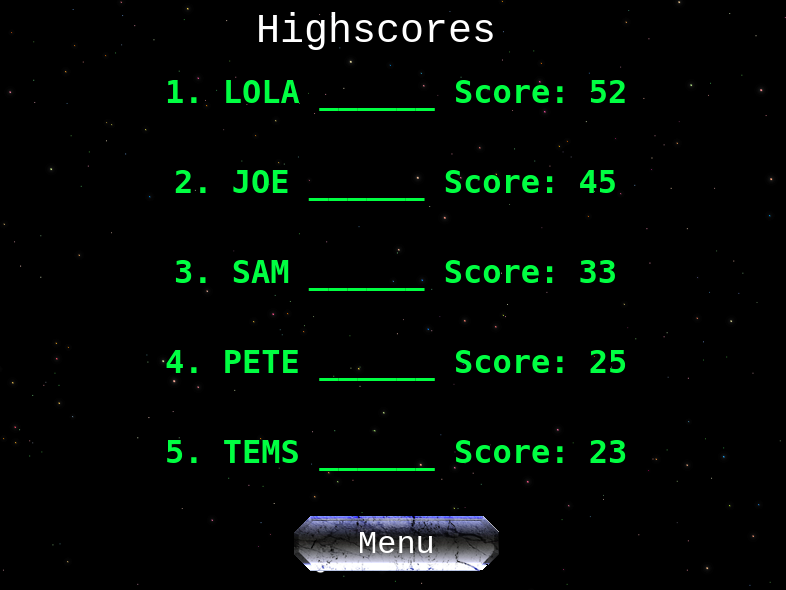 Highscores
1. LOLA ______ Score: 52
2. JOE ______ Score: 45
3. SAM ______ Score: 33
4. PETE ______ Score: 25
5. TEMS ______ Score: 23
Menu